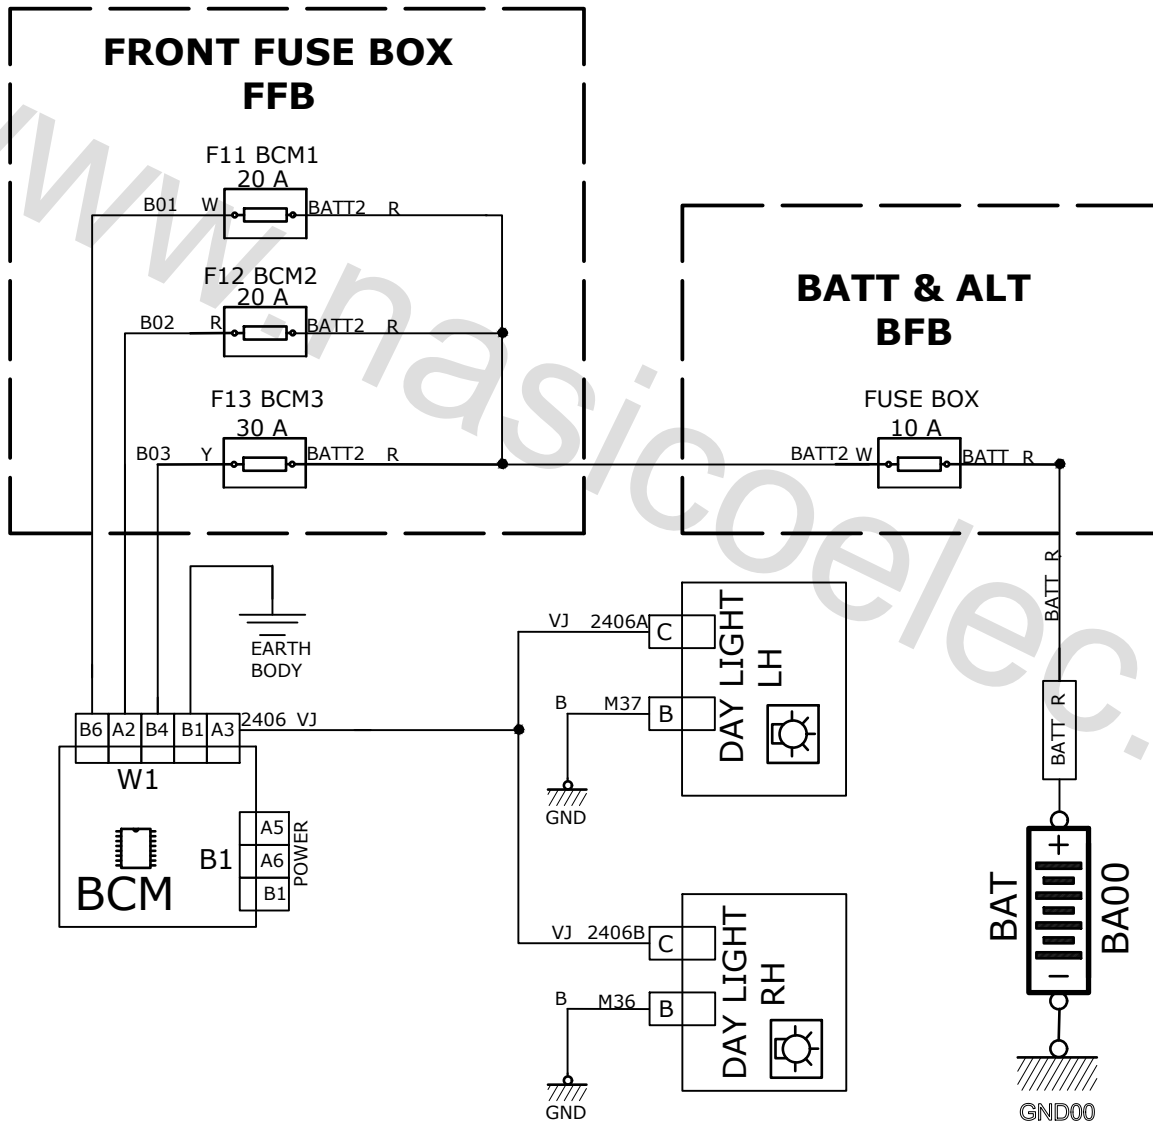 FRONT FUSE BOX
FFB
F11 BCM1
20 A
B01 W BATT2 R
F12 BCM2
20 A
B02 R BATT2 R
F13 BCM3
30 A
B03 Y BATT2 R
BATT & ALT
BFB
FUSE BOX
10 A
BATT2 W BATT R
BATT R
BATT R
EARTH
BODY
B6 A2 B4 B1 A3
2406 VJ
W1
BCM
B1
A5
A6
B1
POWER
VJ 2406A C
B M37 B
GND
DAY LIGHT
LH
VJ 2406B C
B M36 B
GND
DAY LIGHT
RH
BAT
+
–
BA00
GND00
www.nasicoelec.